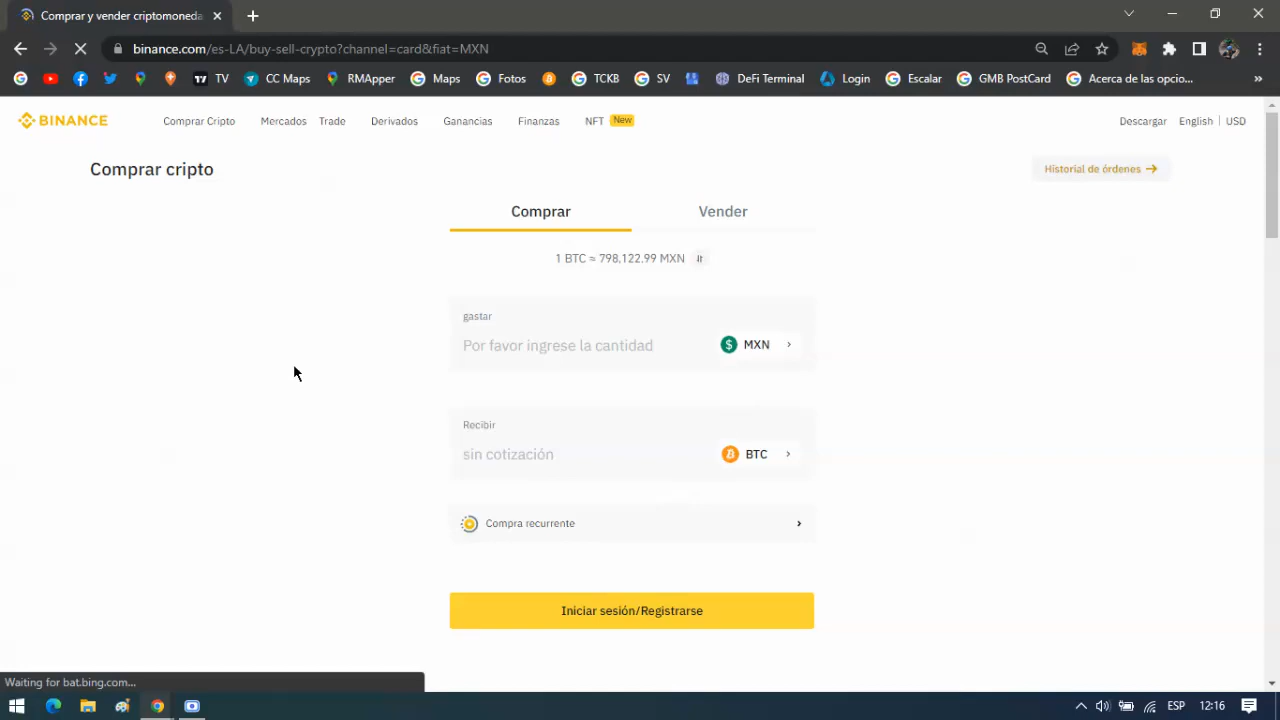 Comprar y vender criptomoneda
binance.com/es-LA/buy-sell-crypto?channel=card&fiat=MXN
TV CC Maps RMApper Maps Fotos TCKB SV DeFi Terminal Login Escalar GMB PostCard Acerca de las opcio... »
BINANCE Comprar Cripto Mercados Trade Derivados Ganancias Finanzas NFT New Descargar English | USD
Comprar cripto
Historial de órdenes →
Comprar Vender
1 BTC ≈ 798,122.99 MXN
gastar
Por favor ingrese la cantidad $ MXN
Recibir
sin cotización BTC
Compra recurrente
Iniciar sesión/Registrarse
Waiting for bat.bing.com...
ESP 12:16